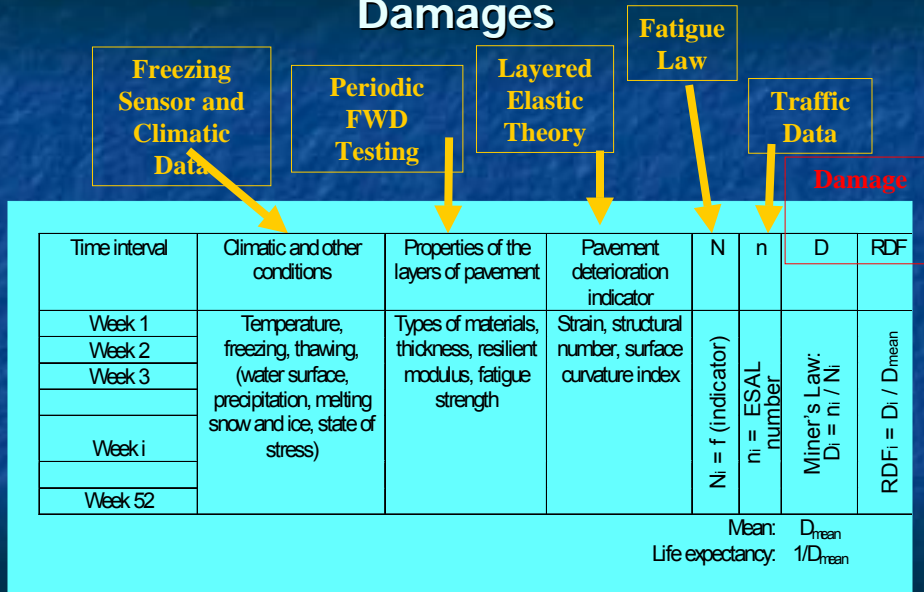 Damages
Freezing
Sensor and
Climatic
Data
Periodic
FWD
Testing
Layered
Elastic
Theory
Fatigue
Law
Traffic
Data
Damage
Time interval
Climatic and other
conditions
Properties of the
layers of pavement
Pavement
deterioration
indicator
N
n
D
RDF
Week 1
Week 2
Week 3
Week i
Week 52
Temperature,
freezing, thawing,
(water surface,
precipitation, melting
snow and ice, state of
stress)
Types of materials,
thickness, resilient
modulus, fatigue
strength
Strain, structural
number, surface
curvature index
Ni = f (indicator)
ni = ESAL
number
Miner's Law:
Di = ni / Ni
RDFi = Di / Dmean
Mean: Dmean
Life expectancy: 1/Dmean